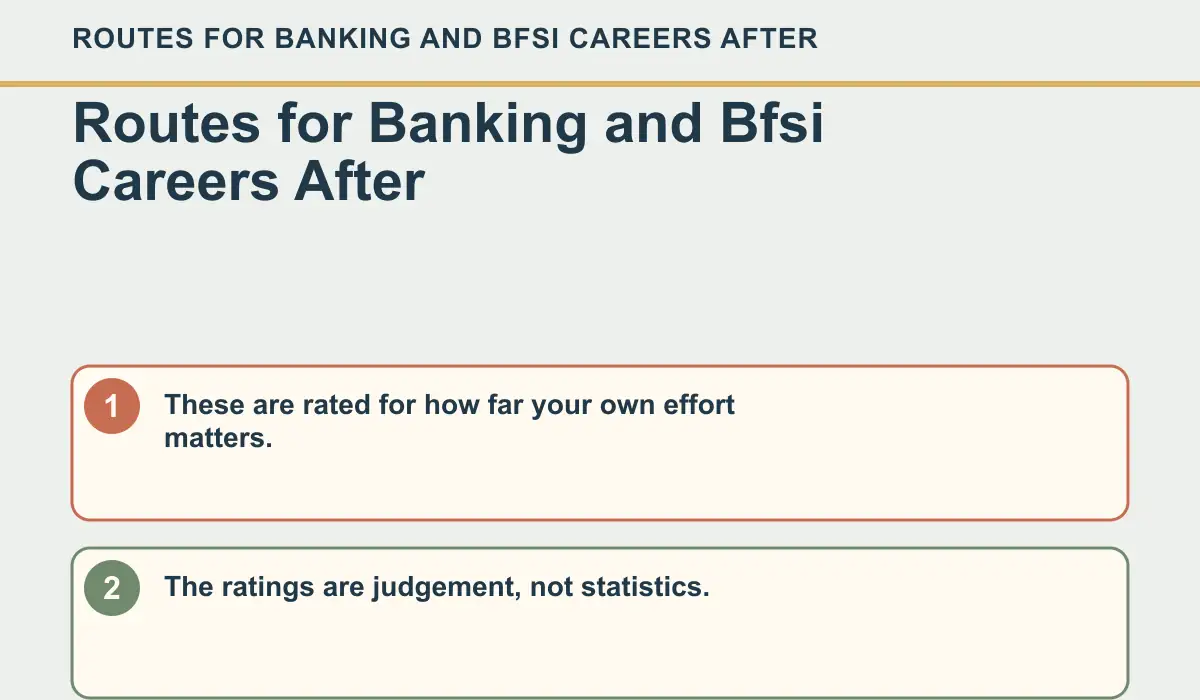 ROUTES FOR BANKING AND BFSI CAREERS AFTER
Routes for Banking and Bfsi
Careers After
1
These are rated for how far your own effort
matters.
2
The ratings are judgement, not statistics.